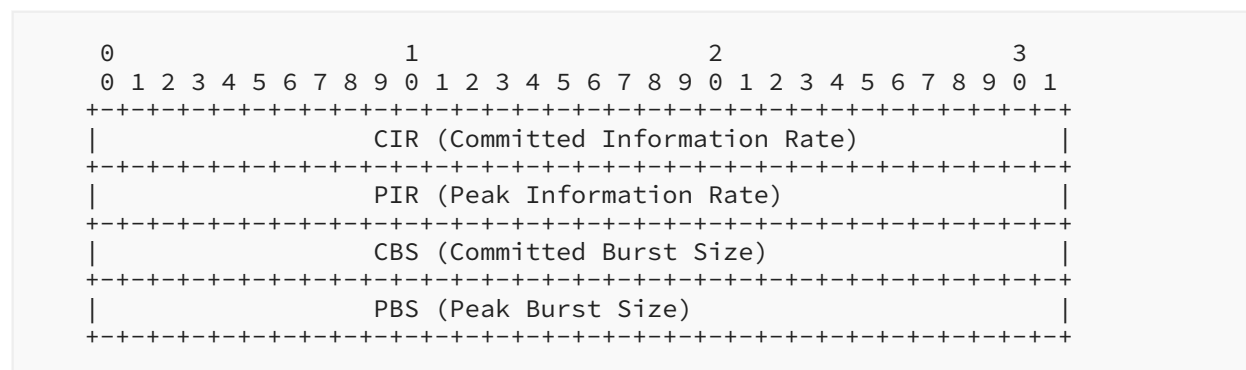 0                   1                   2                   3
 0 1 2 3 4 5 6 7 8 9 0 1 2 3 4 5 6 7 8 9 0 1 2 3 4 5 6 7 8 9 0 1
+-+-+-+-+-+-+-+-+-+-+-+-+-+-+-+-+-+-+-+-+-+-+-+-+-+-+-+-+-+-+-+-+
|                  CIR (Committed Information Rate)             |
+-+-+-+-+-+-+-+-+-+-+-+-+-+-+-+-+-+-+-+-+-+-+-+-+-+-+-+-+-+-+-+-+
|                  PIR (Peak Information Rate)                  |
+-+-+-+-+-+-+-+-+-+-+-+-+-+-+-+-+-+-+-+-+-+-+-+-+-+-+-+-+-+-+-+-+
|                  CBS (Committed Burst Size)                   |
+-+-+-+-+-+-+-+-+-+-+-+-+-+-+-+-+-+-+-+-+-+-+-+-+-+-+-+-+-+-+-+-+
|                  PBS (Peak Burst Size)                        |
+-+-+-+-+-+-+-+-+-+-+-+-+-+-+-+-+-+-+-+-+-+-+-+-+-+-+-+-+-+-+-+-+